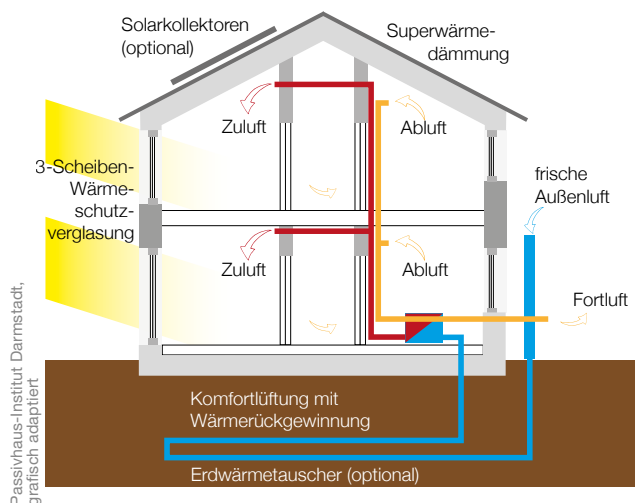 Solarkollektoren
(optional)
Superwärme-
dämmung
Zuluft
Abluft
3-Scheiben-
Wärme-
schutz-
verglasung
frische
Außenluft
Zuluft
Abluft
Fortluft
Komfortlüftung mit
Wärmerückgewinnung
Erdwärmetauscher (optional)
Passivhaus-Institut Darmstadt,
grafisch adaptiert